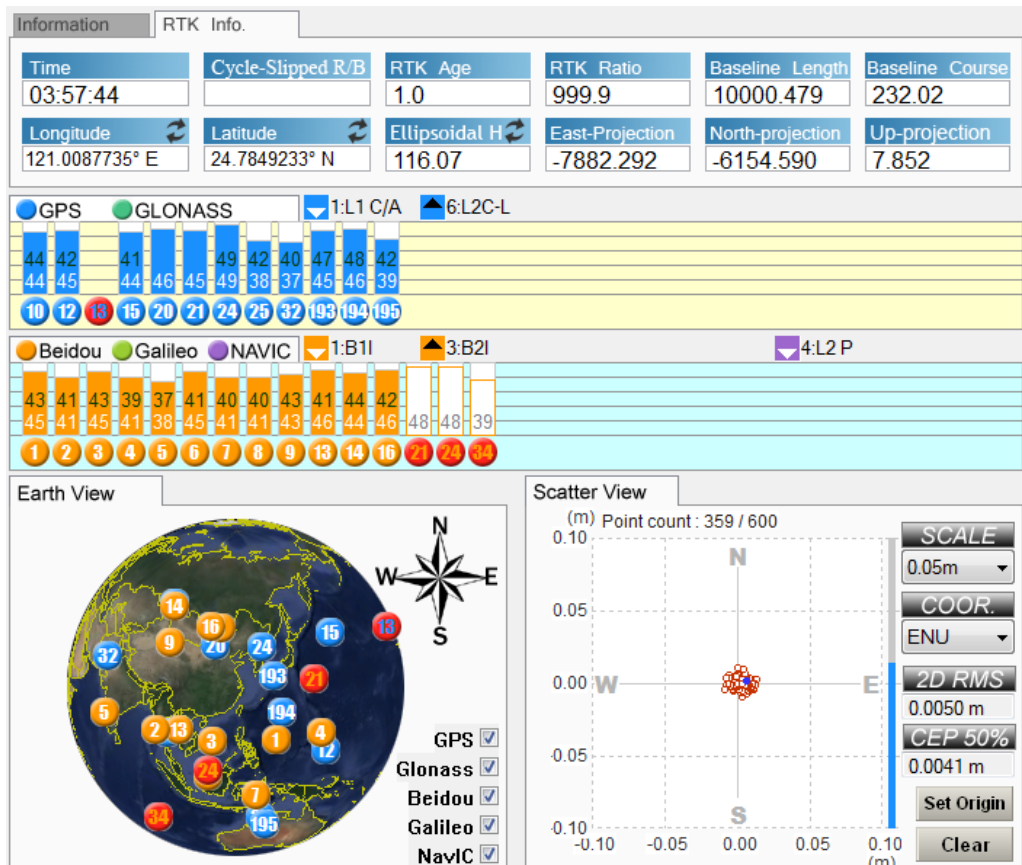 Information RTK Info.
Time Cycle-Slipped R/B RTK Age RTK Ratio Baseline Length Baseline Course
03:57:44 1.0 999.9 10000.479 232.02
Longitude Latitude Ellipsoidal H East-Projection North-projection Up-projection
121.0087735° E 24.7849233° N 116.07 -7882.292 -6154.590 7.852
GPS GLONASS 1:L1 C/A 6:L2C-L
44 42 41 49 42 40 47 48 42
44 45 44 46 45 49 38 37 45 46 39
10 12 13 15 20 21 24 25 32 193 194 195
Beidou Galileo NAVIC 1:B1I 3:B2I 4:L2 P
43 41 43 39 37 41 40 40 43 41 44 42
45 41 45 41 38 45 41 41 43 46 44 46 48 48 39
1 2 3 4 5 6 7 8 9 13 14 16 21 24 34
Earth View
N
W E
S
14
16 20
9 24 15 13
32 193 21
5 194
2 13 3 1 4 12
24
7
34 195
GPS
Glonass
Beidou
Galileo
NavIC
Scatter View
(m) Point count : 359 / 600
0.10
0.05
0.00
-0.05
-0.10
N
W E
S
-0.10 -0.05 0.00 0.05 0.10
(m)
SCALE
0.05m
COOR.
ENU
2D RMS
0.0050 m
CEP 50%
0.0041 m
Set Origin
Clear